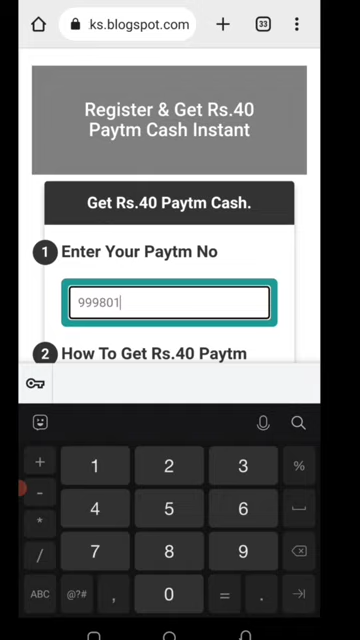 ks.blogspot.com
33
Register & Get Rs.40
Paytm Cash Instant
Get Rs.40 Paytm Cash.
1 Enter Your Paytm No
999801
2 How To Get Rs.40 Paytm
+ 1 2 3 %
- 4 5 6
* 7 8 9
/
ABC @?# , 0 = .